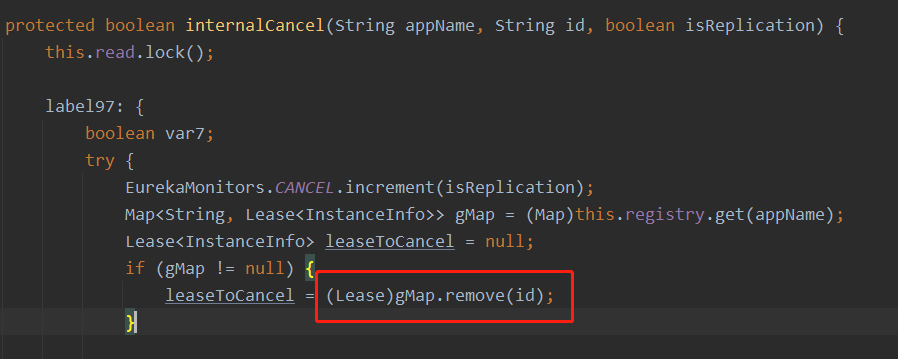 protected boolean internalCancel(String appName, String id, boolean isReplication) {
this.read.lock();
label97: {
boolean var7;
try {
EurekaMonitors.CANCEL.increment(isReplication);
Map<String, Lease<InstanceInfo>> gMap = (Map)this.registry.get(appName);
Lease<InstanceInfo> leaseToCancel = null;
if (gMap != null) {
leaseToCancel = (Lease)gMap.remove(id);
}